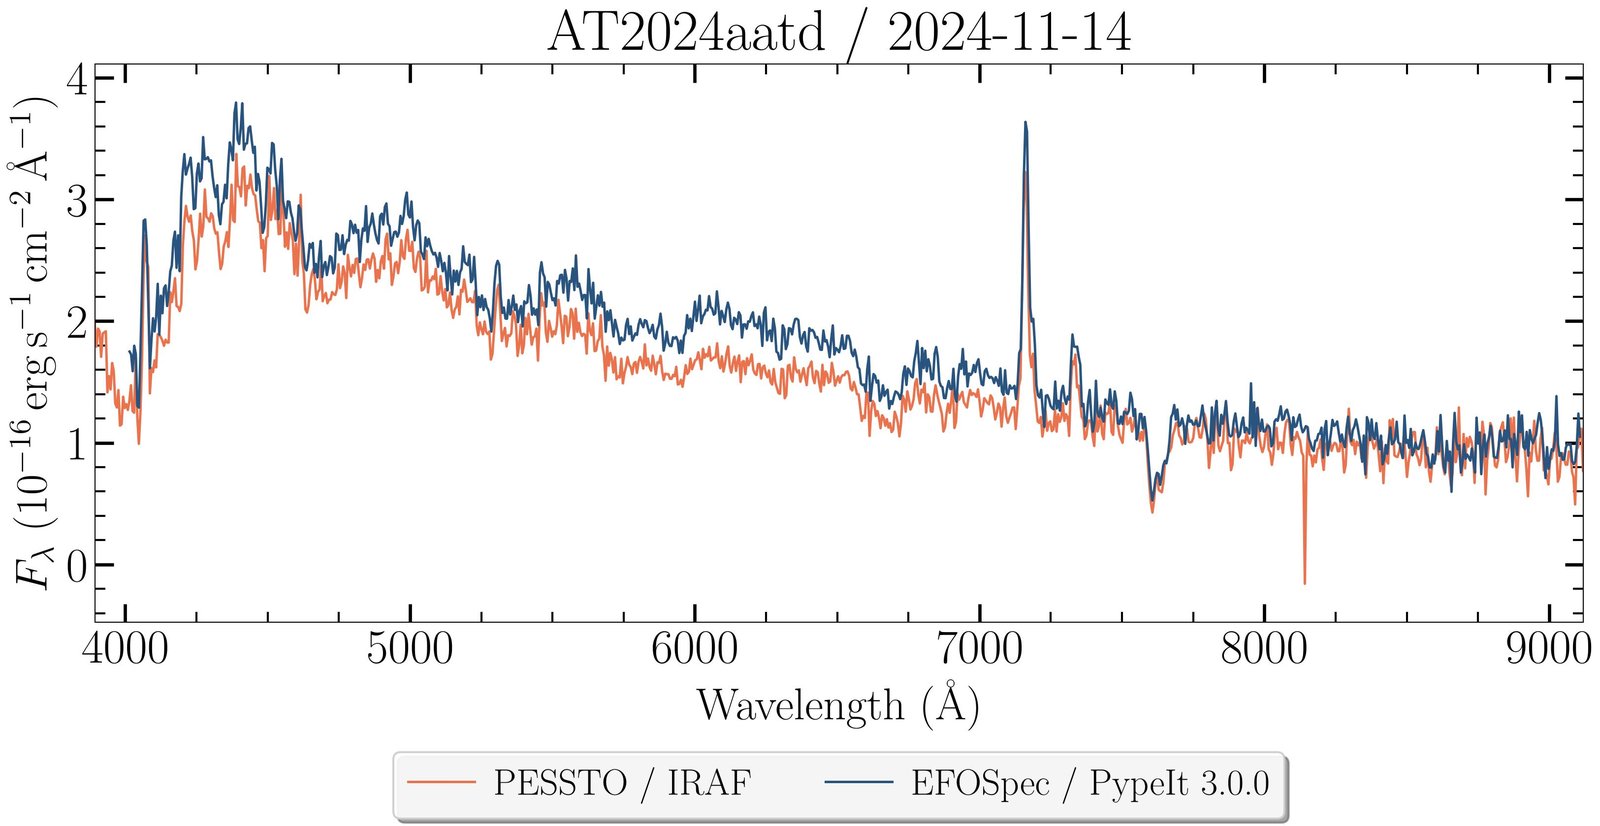 AT2024aatd / 2024-11-14
F_λ (10⁻¹⁶ erg s⁻¹ cm⁻² Å⁻¹)
4
3
2
1
0
4000 5000 6000 7000 8000 9000
Wavelength (Å)
PESSTO / IRAF EFOSpec / PypeIt 3.0.0